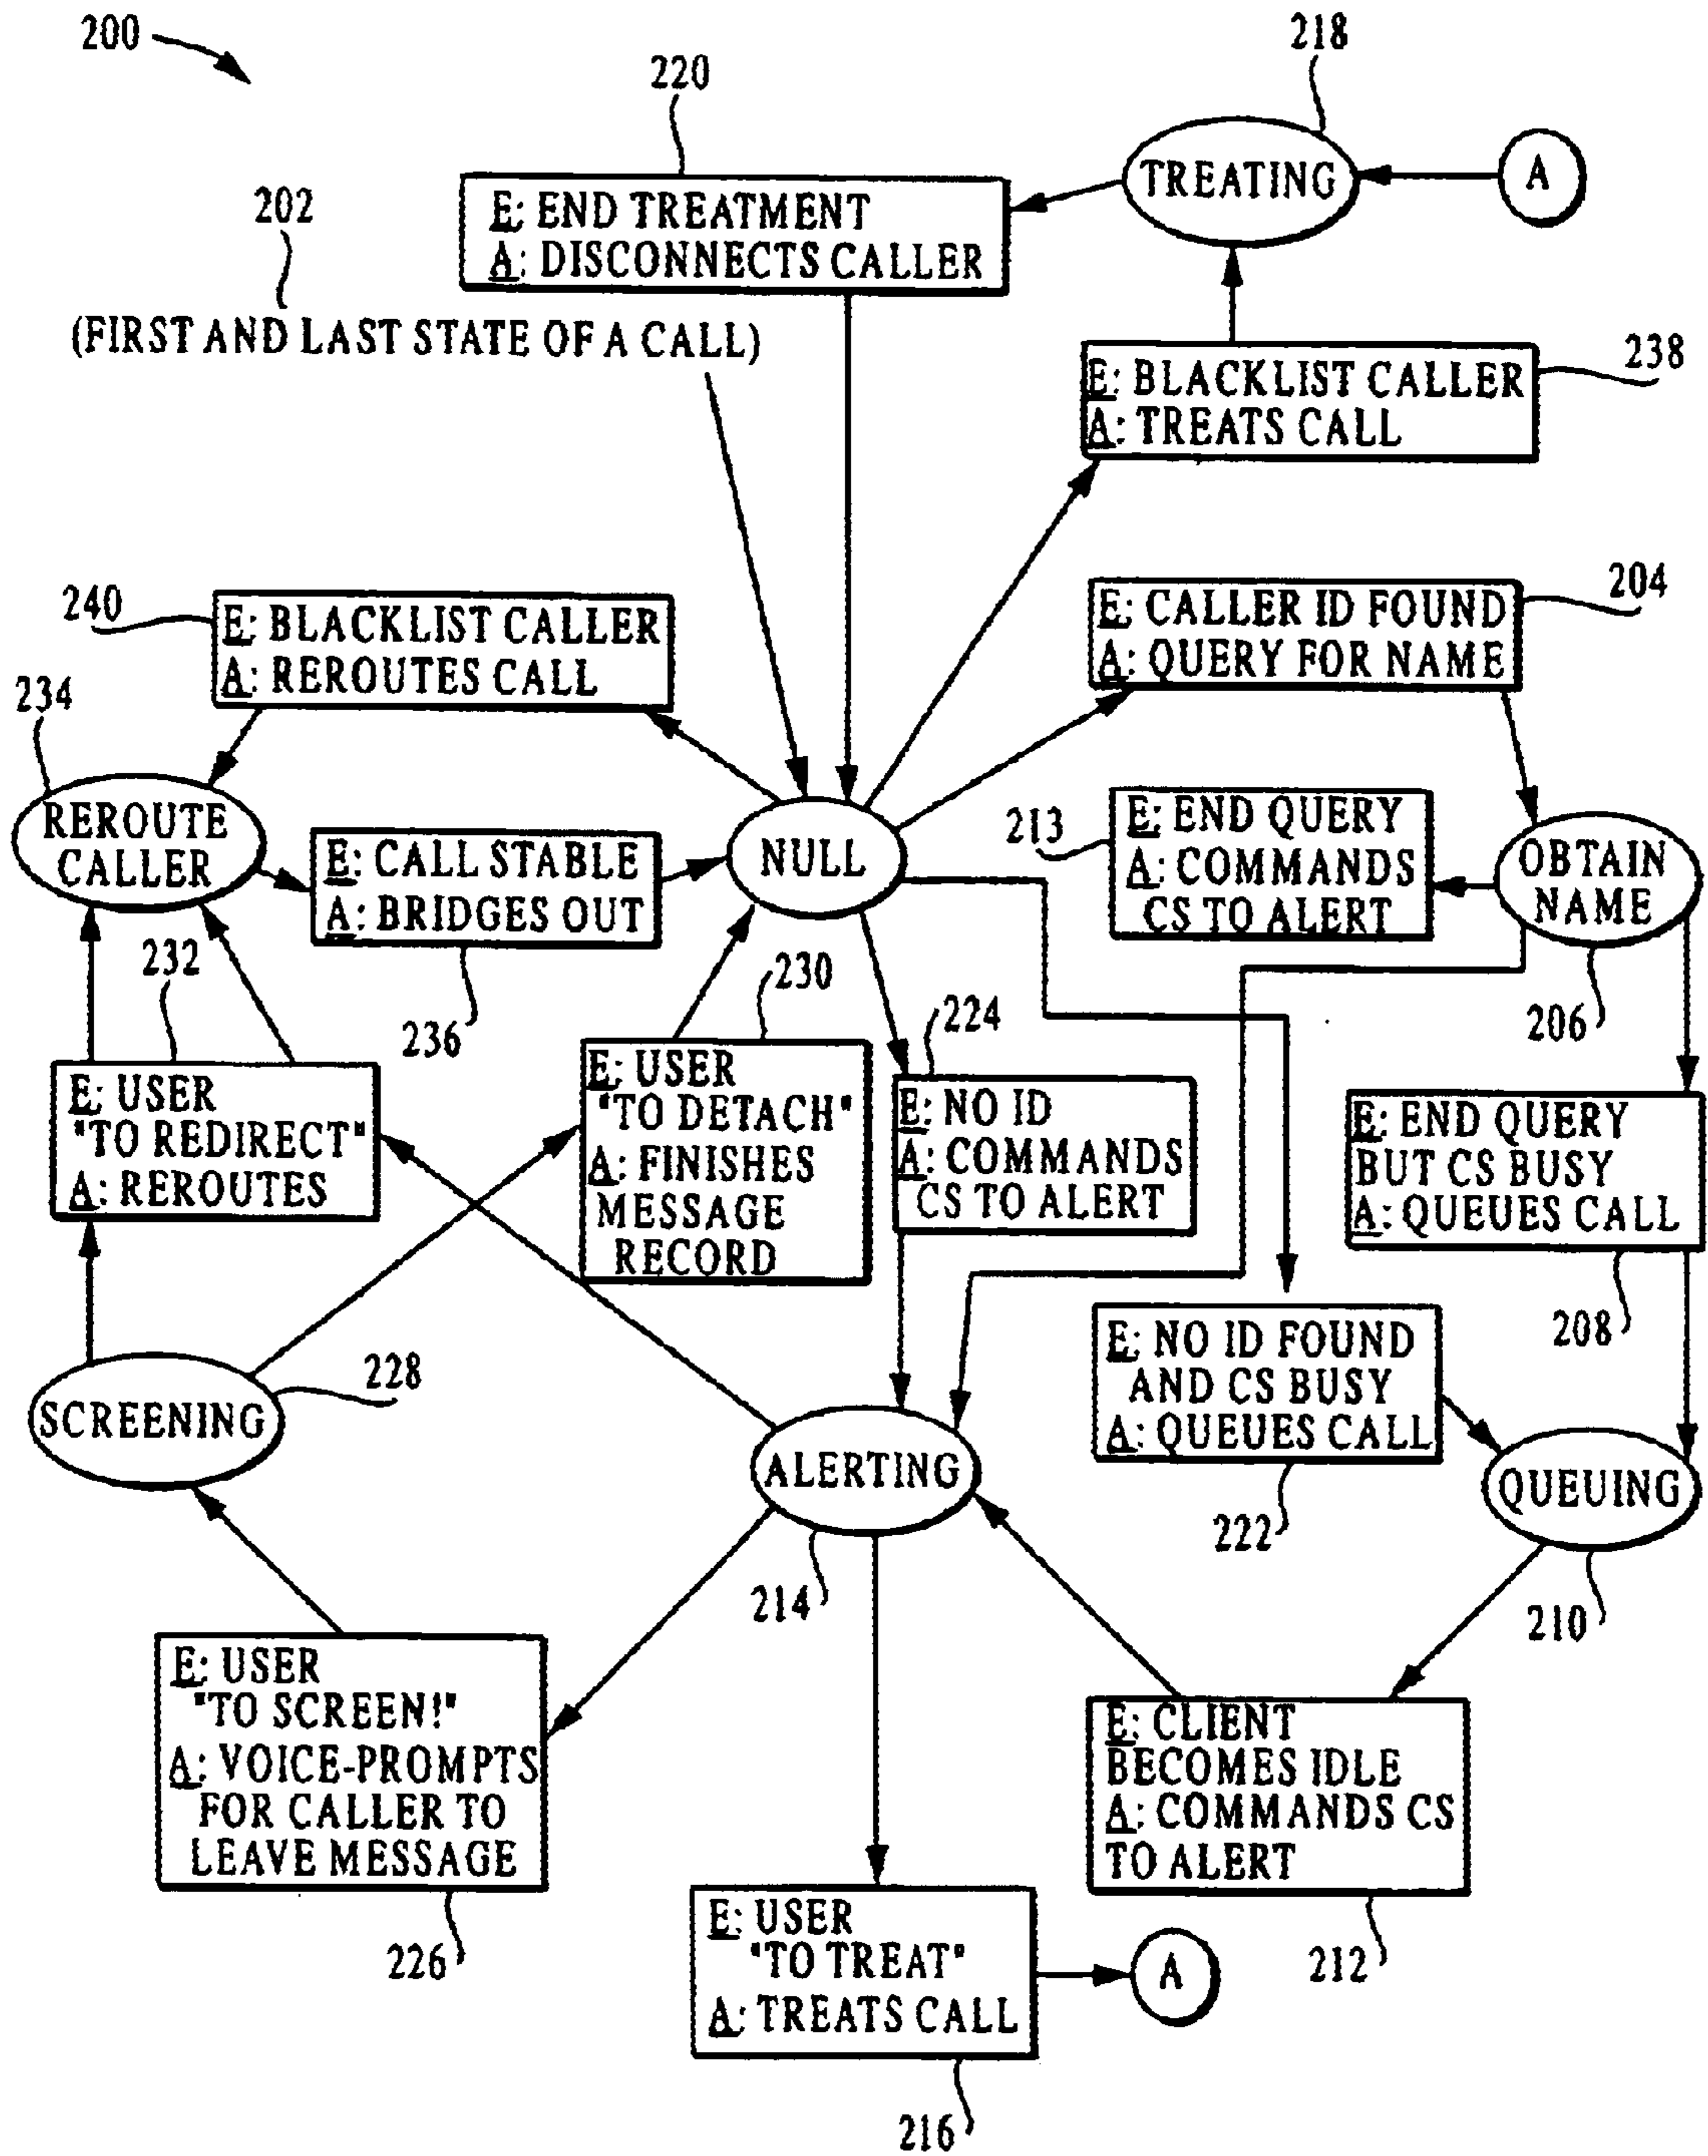 200
218
220
TREATING
A
202
E: END TREATMENT
A: DISCONNECTS CALLER
(FIRST AND LAST STATE OF A CALL)
238
E: BLACKLIST CALLER
A: TREATS CALL
240
E: BLACKLIST CALLER
A: REROUTES CALL
204
E: CALLER ID FOUND
A: QUERY FOR NAME
234
REROUTE
CALLER
E: CALL STABLE
A: BRIDGES OUT
NULL
213
E: END QUERY
A: COMMANDS
CS TO ALERT
OBTAIN
NAME
232
236
230
224
206
E: USER
"TO REDIRECT"
A: REROUTES
E: USER
"TO DETACH"
A: FINISHES
MESSAGE
RECORD
E: NO ID
A: COMMANDS
CS TO ALERT
E: END QUERY
BUT CS BUSY
A: QUEUES CALL
208
E: NO ID FOUND
AND CS BUSY
A: QUEUES CALL
228
SCREENING
ALERTING
QUEUING
222
214
210
E: USER
"TO SCREEN!"
A: VOICE-PROMPTS
FOR CALLER TO
LEAVE MESSAGE
E: CLIENT
BECOMES IDLE
A: COMMANDS CS
TO ALERT
226
E: USER
"TO TREAT"
A: TREATS CALL
A
212
216